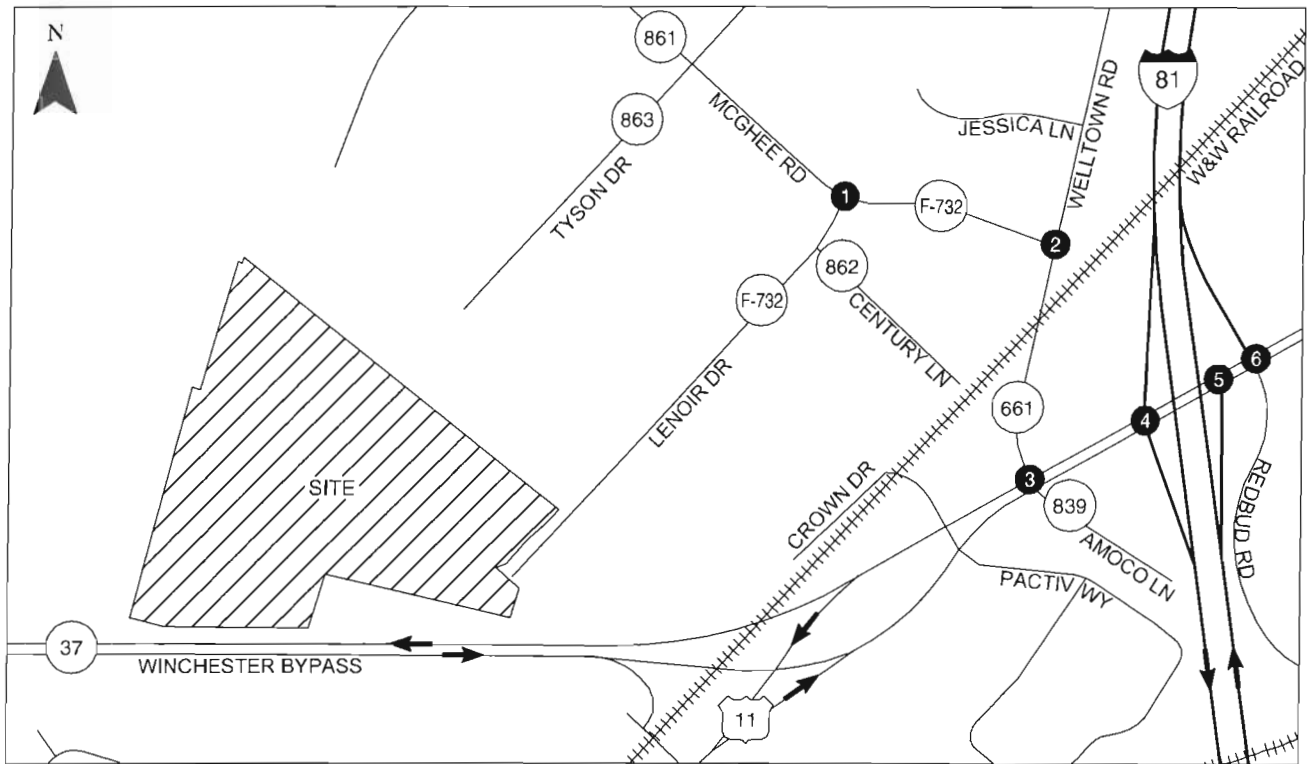 N
861
81
863
MCGHEE RD
JESSICA LN
WELLTOWN RD
W&W RAILROAD
TYSON DR
1
F-732
2
862
F-732
CENTURY LN
LENOIR DR
661
6
5
4
SITE
CROWN DR
3
839
REDBUD RD
AMOCO LN
PACTIV WY
37
WINCHESTER BYPASS
11